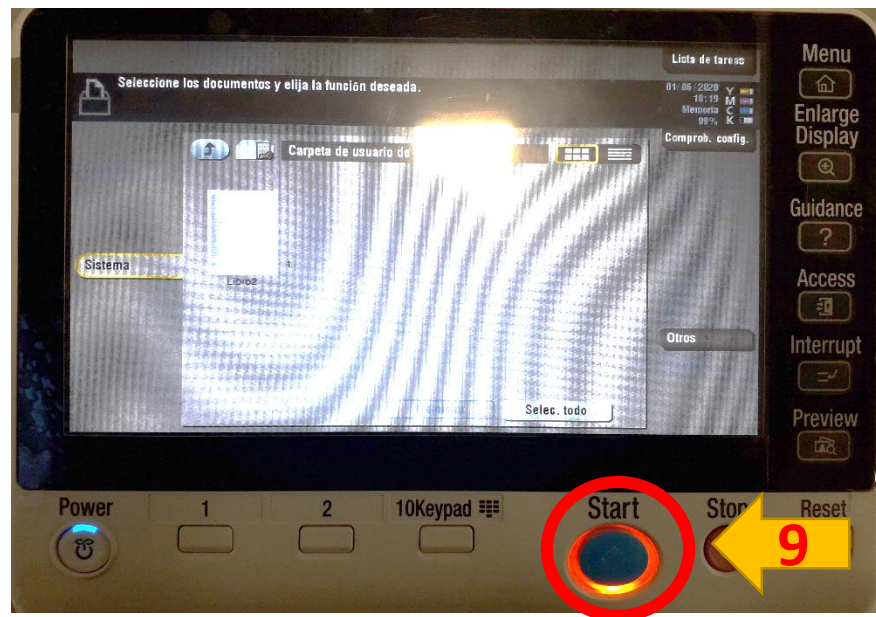 Lista de tareas
Seleccione los documentos y elija la función deseada.
01/06/2020
18:19
Memoria
99%
Y
M
C
K
Comprob. config.
Carpeta de usuario de
Sistema
1
Libro2
Otros
Selec. todo
Menu
Enlarge
Display
Guidance
?
Access
Interrupt
Preview
Power
1
2
10Keypad
Start
Stop
Reset
9